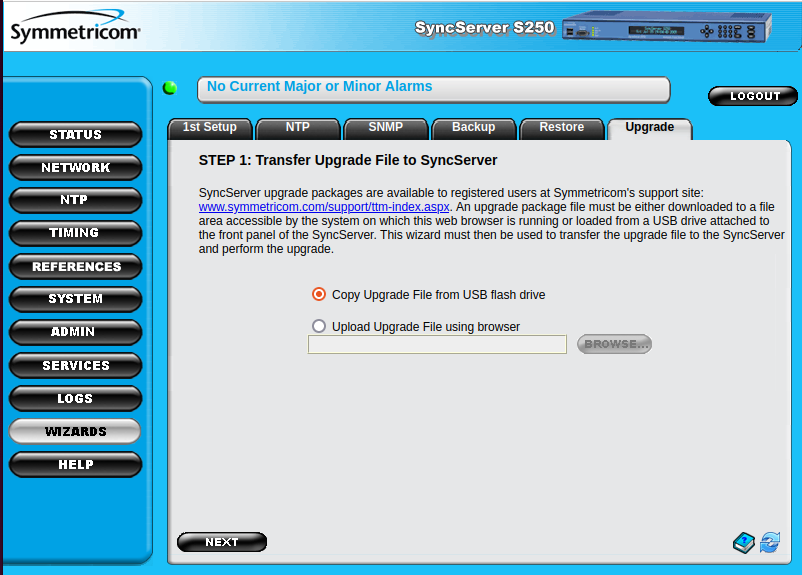 Symmetricom®
SyncServer S250
No Current Major or Minor Alarms
LOGOUT
STATUS
NETWORK
NTP
TIMING
REFERENCES
SYSTEM
ADMIN
SERVICES
LOGS
WIZARDS
HELP
1st Setup
NTP
SNMP
Backup
Restore
Upgrade
STEP 1: Transfer Upgrade File to SyncServer
SyncServer upgrade packages are available to registered users at Symmetricom's support site:
www.symmetricom.com/support/ttm-index.aspx. An upgrade package file must be either downloaded to a file
area accessible by the system on which this web browser is running or loaded from a USB drive attached to
the front panel of the SyncServer. This wizard must then be used to transfer the upgrade file to the SyncServer
and perform the upgrade.
Copy Upgrade File from USB flash drive
Upload Upgrade File using browser
BROWSE...
NEXT